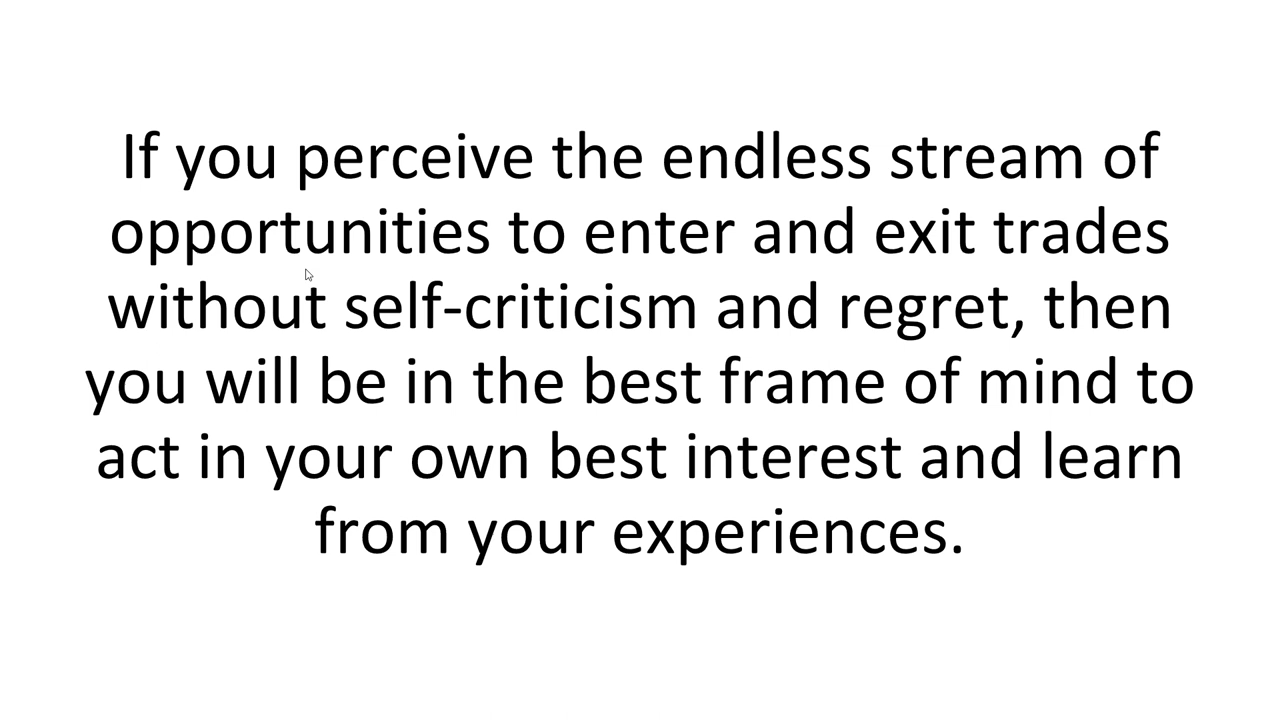 If you perceive the endless stream of
opportunities to enter and exit trades
without self-criticism and regret, then
you will be in the best frame of mind to
act in your own best interest and learn
from your experiences.